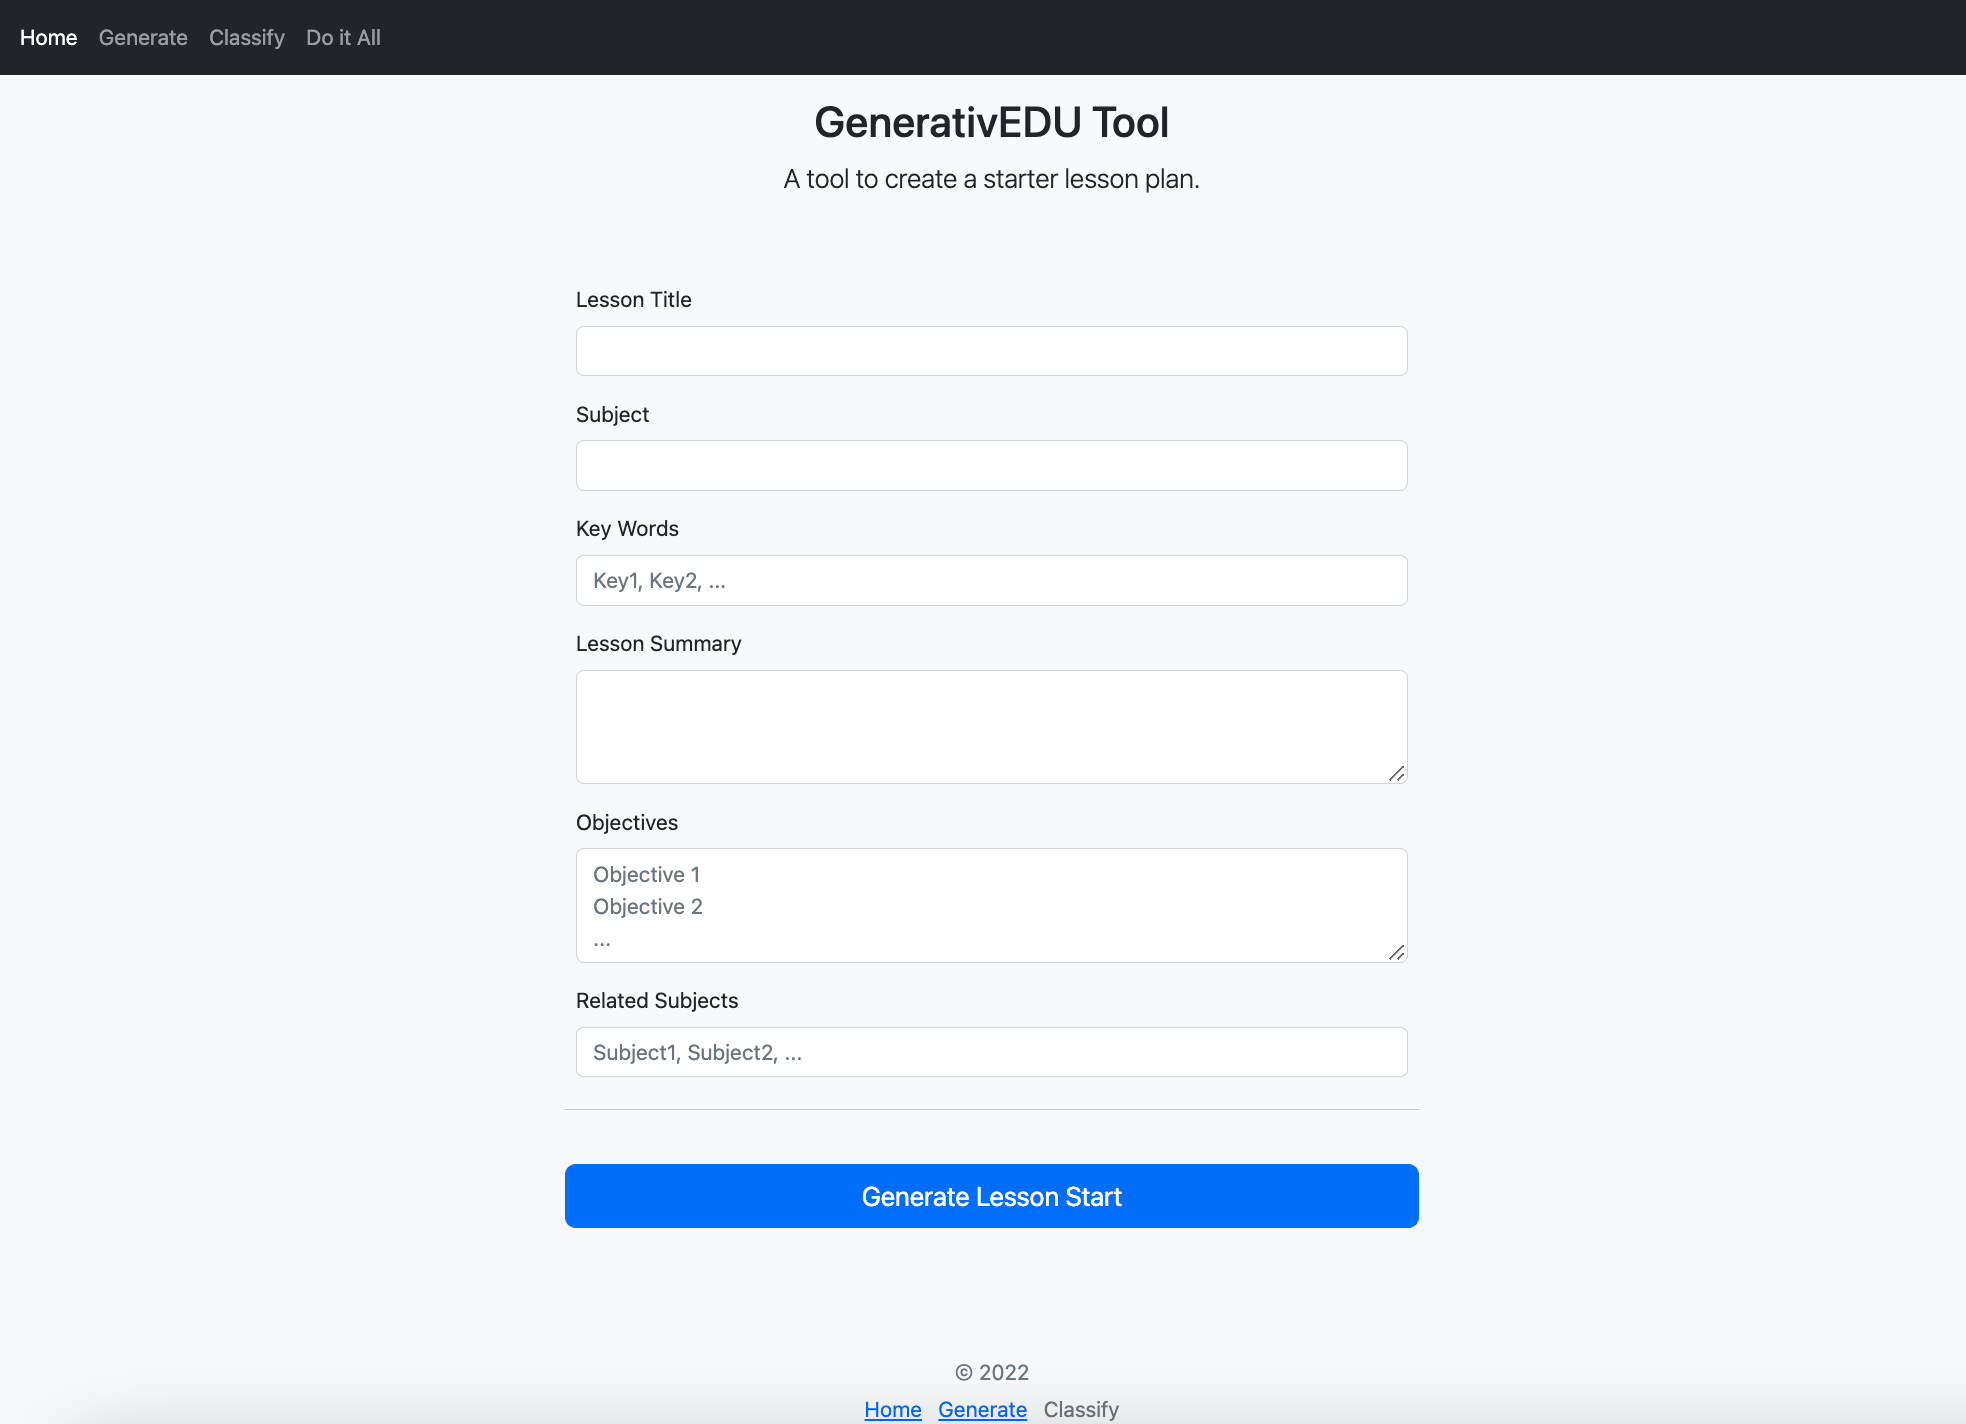 Home Generate Classify Do it All
GenerativEDU Tool
A tool to create a starter lesson plan.
Lesson Title
Subject
Key Words
Key1, Key2, ...
Lesson Summary
Objectives
Objective 1
Objective 2
...
Related Subjects
Subject1, Subject2, ...
Generate Lesson Start
© 2022
Home Generate Classify